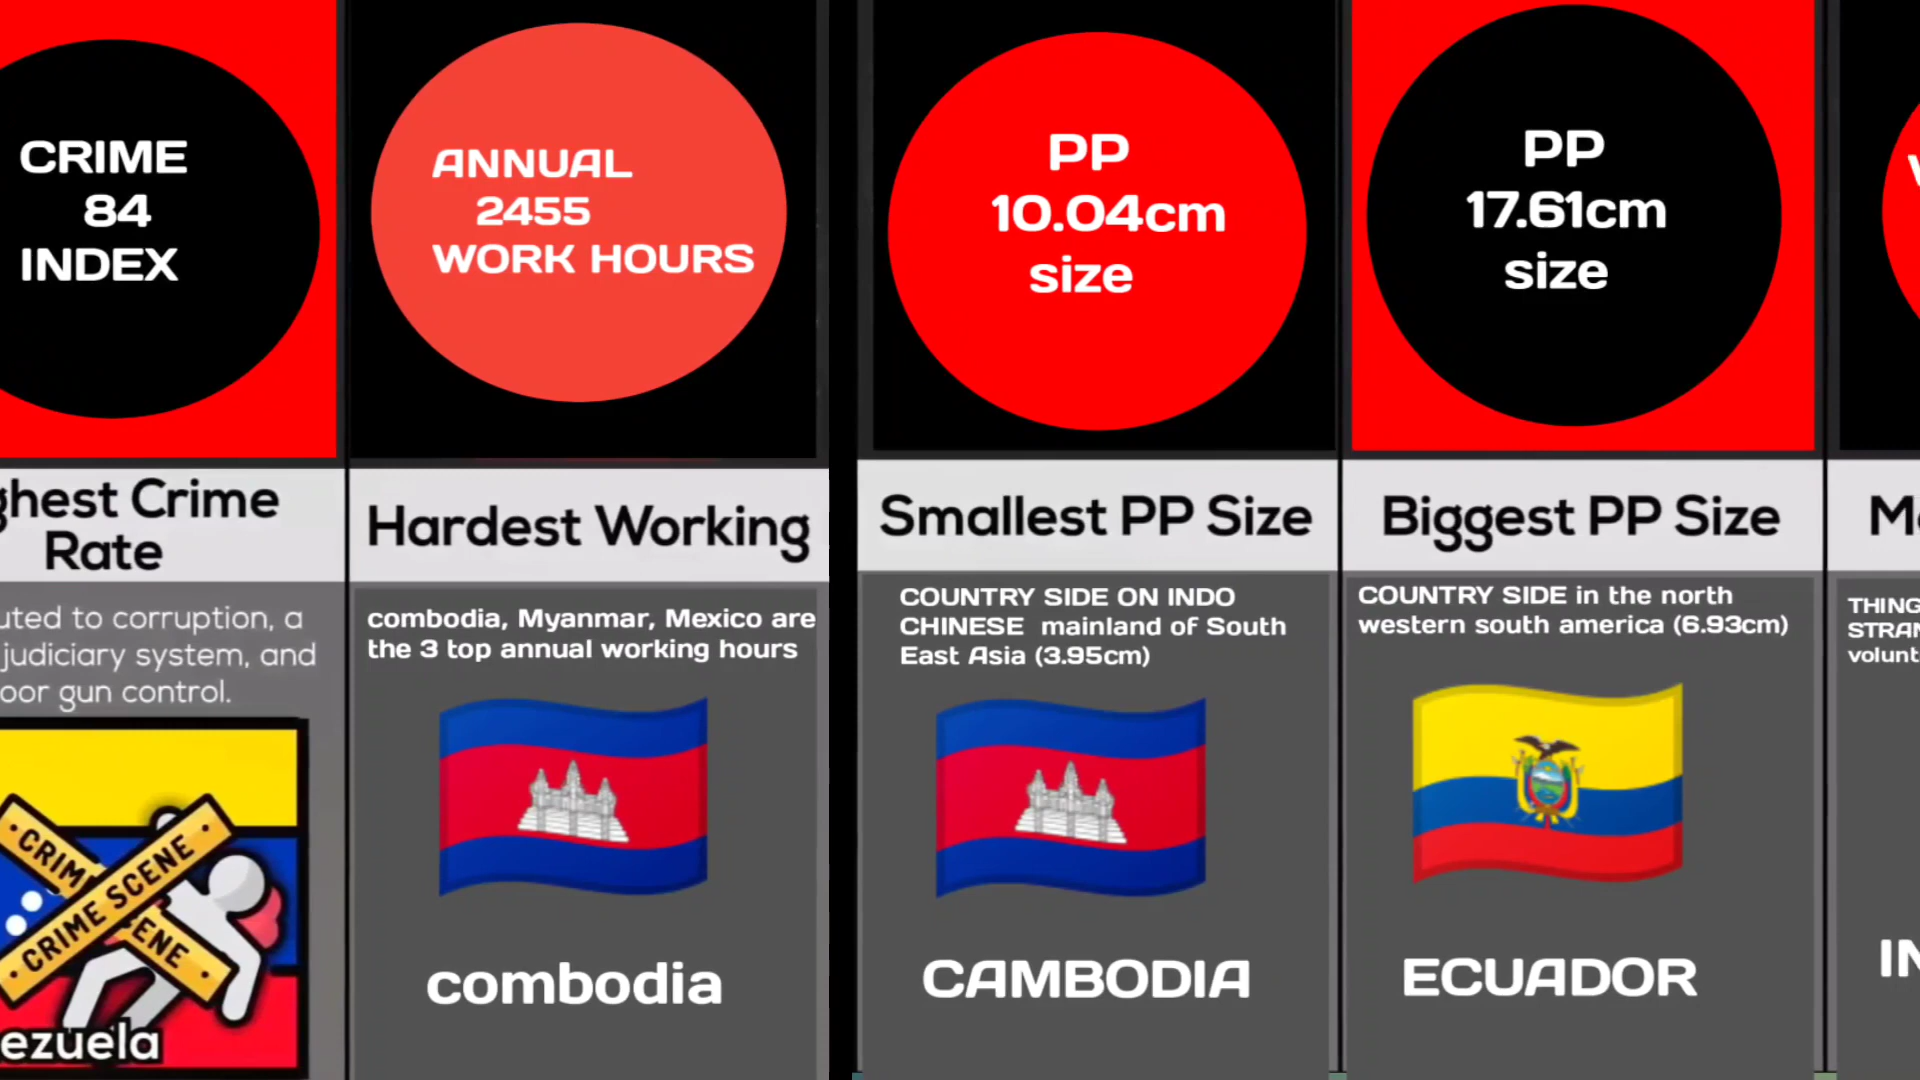 CRIME
84
INDEX
ghest Crime
Rate
uted to corruption, a
judiciary system, and
oor gun control.
CRIM
CRIME SCENE
ENE
ezuela
ANNUAL
2455
WORK HOURS
Hardest Working
combodia, Myanmar, Mexico are
the 3 top annual working hours
combodia
PP
10.04cm
size
Smallest PP Size
COUNTRY SIDE ON INDO
CHINESE mainland of South
East Asia (3.95cm)
CAMBODIA
PP
17.61cm
size
Biggest PP Size
COUNTRY SIDE in the north
western south america (6.93cm)
ECUADOR
THING
STRAN
volunt
IN